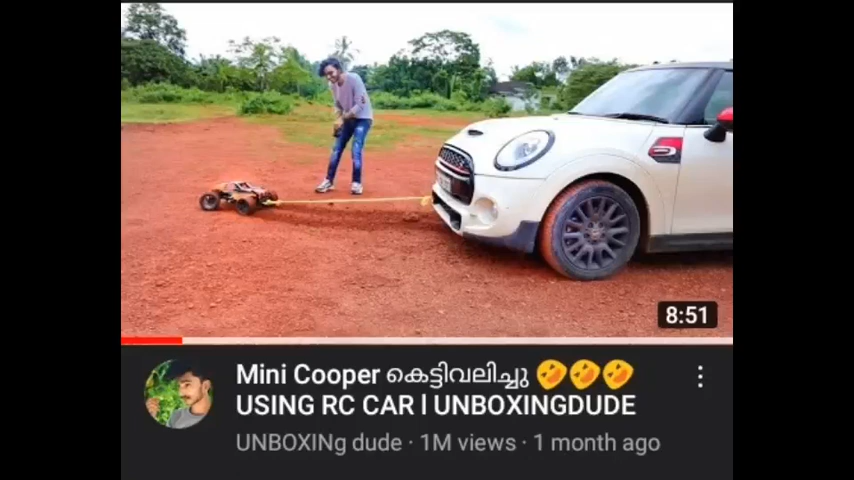 8:51
Mini Cooper കെട്ടിവലിച്ചു 🤣🤣🤣
USING RC CAR l UNBOXINGDUDE
UNBOXINg dude · 1M views · 1 month ago